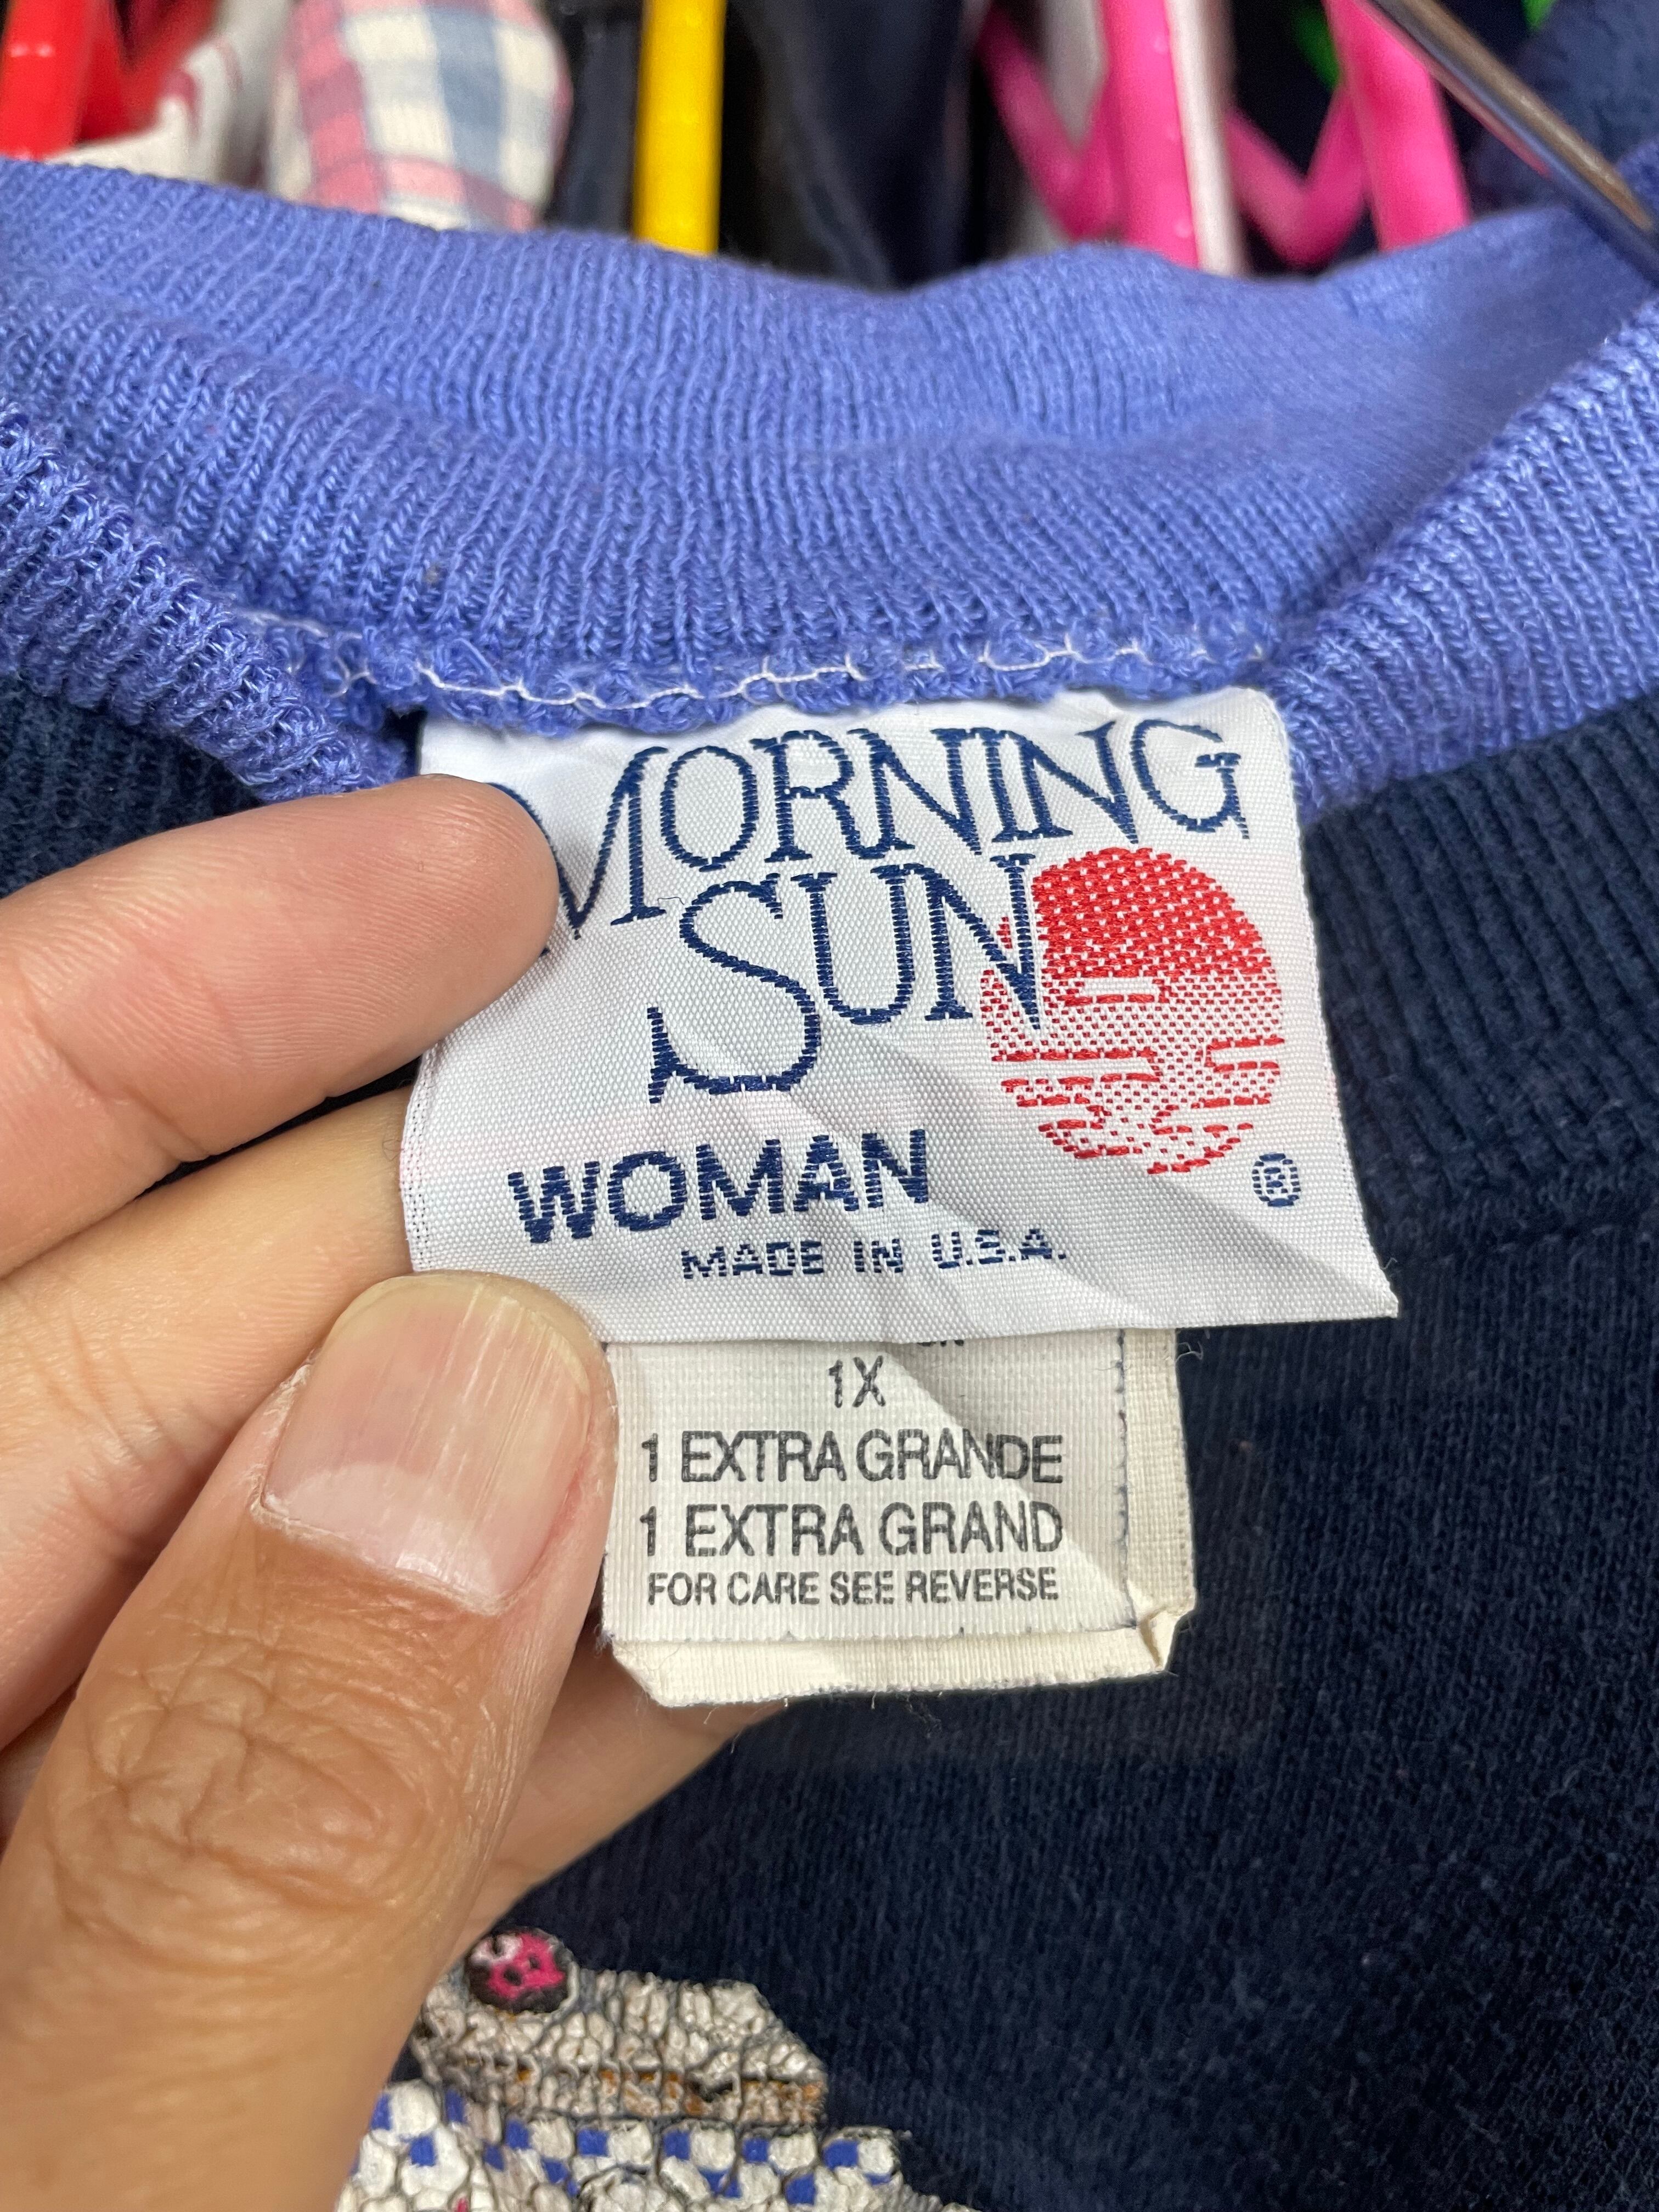 MORNING
SUN
WOMAN
®
MADE IN U.S.A.
1X
1 EXTRA GRANDE
1 EXTRA GRAND
FOR CARE SEE REVERSE